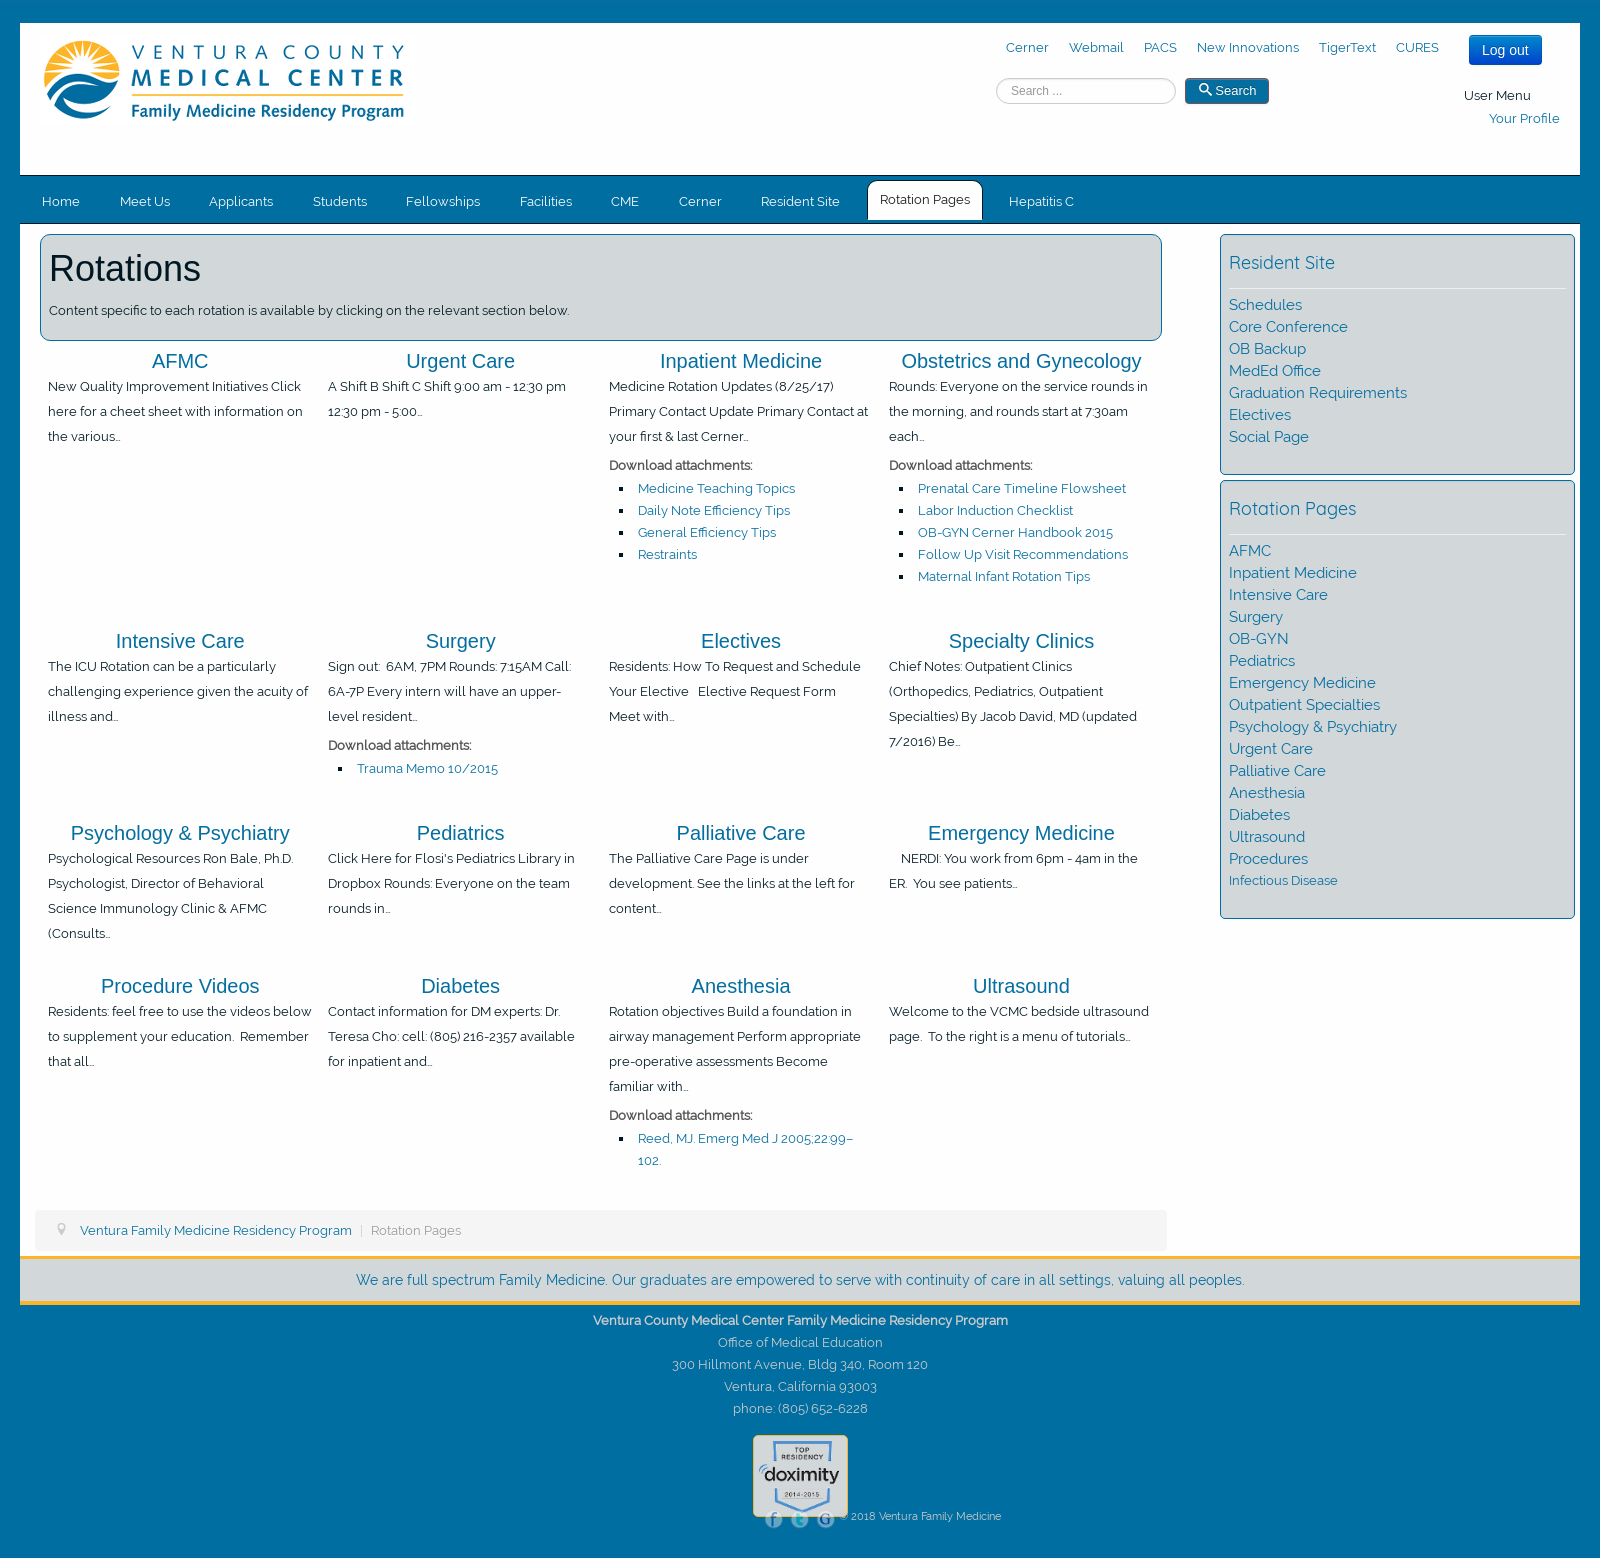 VENTURA COUNTY
MEDICAL CENTER
Family Medicine Residency Program
Cerner Webmail PACS New Innovations TigerText CURES Log out
Search ... Search
User Menu
Your Profile
Home Meet Us Applicants Students Fellowships Facilities CME Cerner Resident Site Rotation Pages Hepatitis C
Rotations
Content specific to each rotation is available by clicking on the relevant section below.
AFMC
New Quality Improvement Initiatives Click
here for a cheet sheet with information on
the various...
Urgent Care
A Shift B Shift C Shift 9:00 am - 12:30 pm
12:30 pm - 5:00...
Inpatient Medicine
Medicine Rotation Updates (8/25/17)
Primary Contact Update Primary Contact at
your first & last Cerner...
Download attachments:
Medicine Teaching Topics
Daily Note Efficiency Tips
General Efficiency Tips
Restraints
Obstetrics and Gynecology
Rounds: Everyone on the service rounds in
the morning, and rounds start at 7:30am
each...
Download attachments:
Prenatal Care Timeline Flowsheet
Labor Induction Checklist
OB-GYN Cerner Handbook 2015
Follow Up Visit Recommendations
Maternal Infant Rotation Tips
Intensive Care
The ICU Rotation can be a particularly
challenging experience given the acuity of
illness and...
Surgery
Sign out: 6AM, 7PM Rounds: 7:15AM Call:
6A-7P Every intern will have an upper-
level resident...
Download attachments:
Trauma Memo 10/2015
Electives
Residents: How To Request and Schedule
Your Elective Elective Request Form
Meet with...
Specialty Clinics
Chief Notes: Outpatient Clinics
(Orthopedics, Pediatrics, Outpatient
Specialties) By Jacob David, MD (updated
7/2016) Be...
Psychology & Psychiatry
Psychological Resources Ron Bale, Ph.D.
Psychologist, Director of Behavioral
Science Immunology Clinic & AFMC
(Consults...
Pediatrics
Click Here for Flosi's Pediatrics Library in
Dropbox Rounds: Everyone on the team
rounds in...
Palliative Care
The Palliative Care Page is under
development. See the links at the left for
content...
Emergency Medicine
NERDI: You work from 6pm - 4am in the
ER. You see patients...
Procedure Videos
Residents: feel free to use the videos below
to supplement your education. Remember
that all...
Diabetes
Contact information for DM experts: Dr.
Teresa Cho: cell: (805) 216-2357 available
for inpatient and...
Anesthesia
Rotation objectives Build a foundation in
airway management Perform appropriate
pre-operative assessments Become
familiar with...
Download attachments:
Reed, MJ. Emerg Med J 2005;22:99–
102.
Ultrasound
Welcome to the VCMC bedside ultrasound
page. To the right is a menu of tutorials...
Resident Site
Schedules
Core Conference
OB Backup
MedEd Office
Graduation Requirements
Electives
Social Page
Rotation Pages
AFMC
Inpatient Medicine
Intensive Care
Surgery
OB-GYN
Pediatrics
Emergency Medicine
Outpatient Specialties
Psychology & Psychiatry
Urgent Care
Palliative Care
Anesthesia
Diabetes
Ultrasound
Procedures
Infectious Disease
Ventura Family Medicine Residency Program | Rotation Pages
We are full spectrum Family Medicine. Our graduates are empowered to serve with continuity of care in all settings, valuing all peoples.
Ventura County Medical Center Family Medicine Residency Program
Office of Medical Education
300 Hillmont Avenue, Bldg 340, Room 120
Ventura, California 93003
phone: (805) 652-6228
TOP
RESIDENCY
doximity
2014-2015
f t G © 2018 Ventura Family Medicine